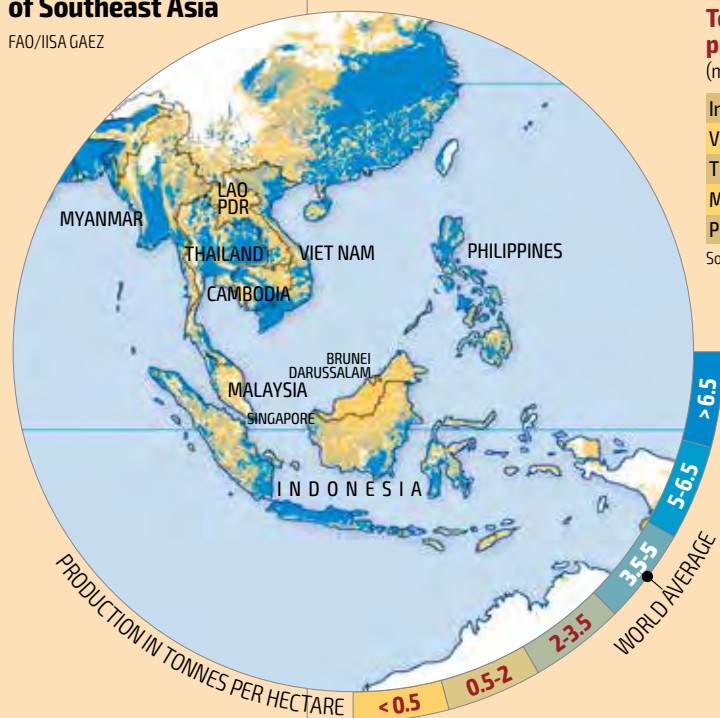 of Southeast Asia
FAO/IISA GAEZ
MYANMAR
LAO
PDR
THAILAND
VIET NAM
CAMBODIA
PHILIPPINES
BRUNEI
DARUSSALAM
MALAYSIA
SINGAPORE
INDONESIA
> 6.5
5-6.5
3.5-5
2-3.5
0.5-2
< 0.5
WORLD AVERAGE
PRODUCTION IN TONNES PER HECTARE